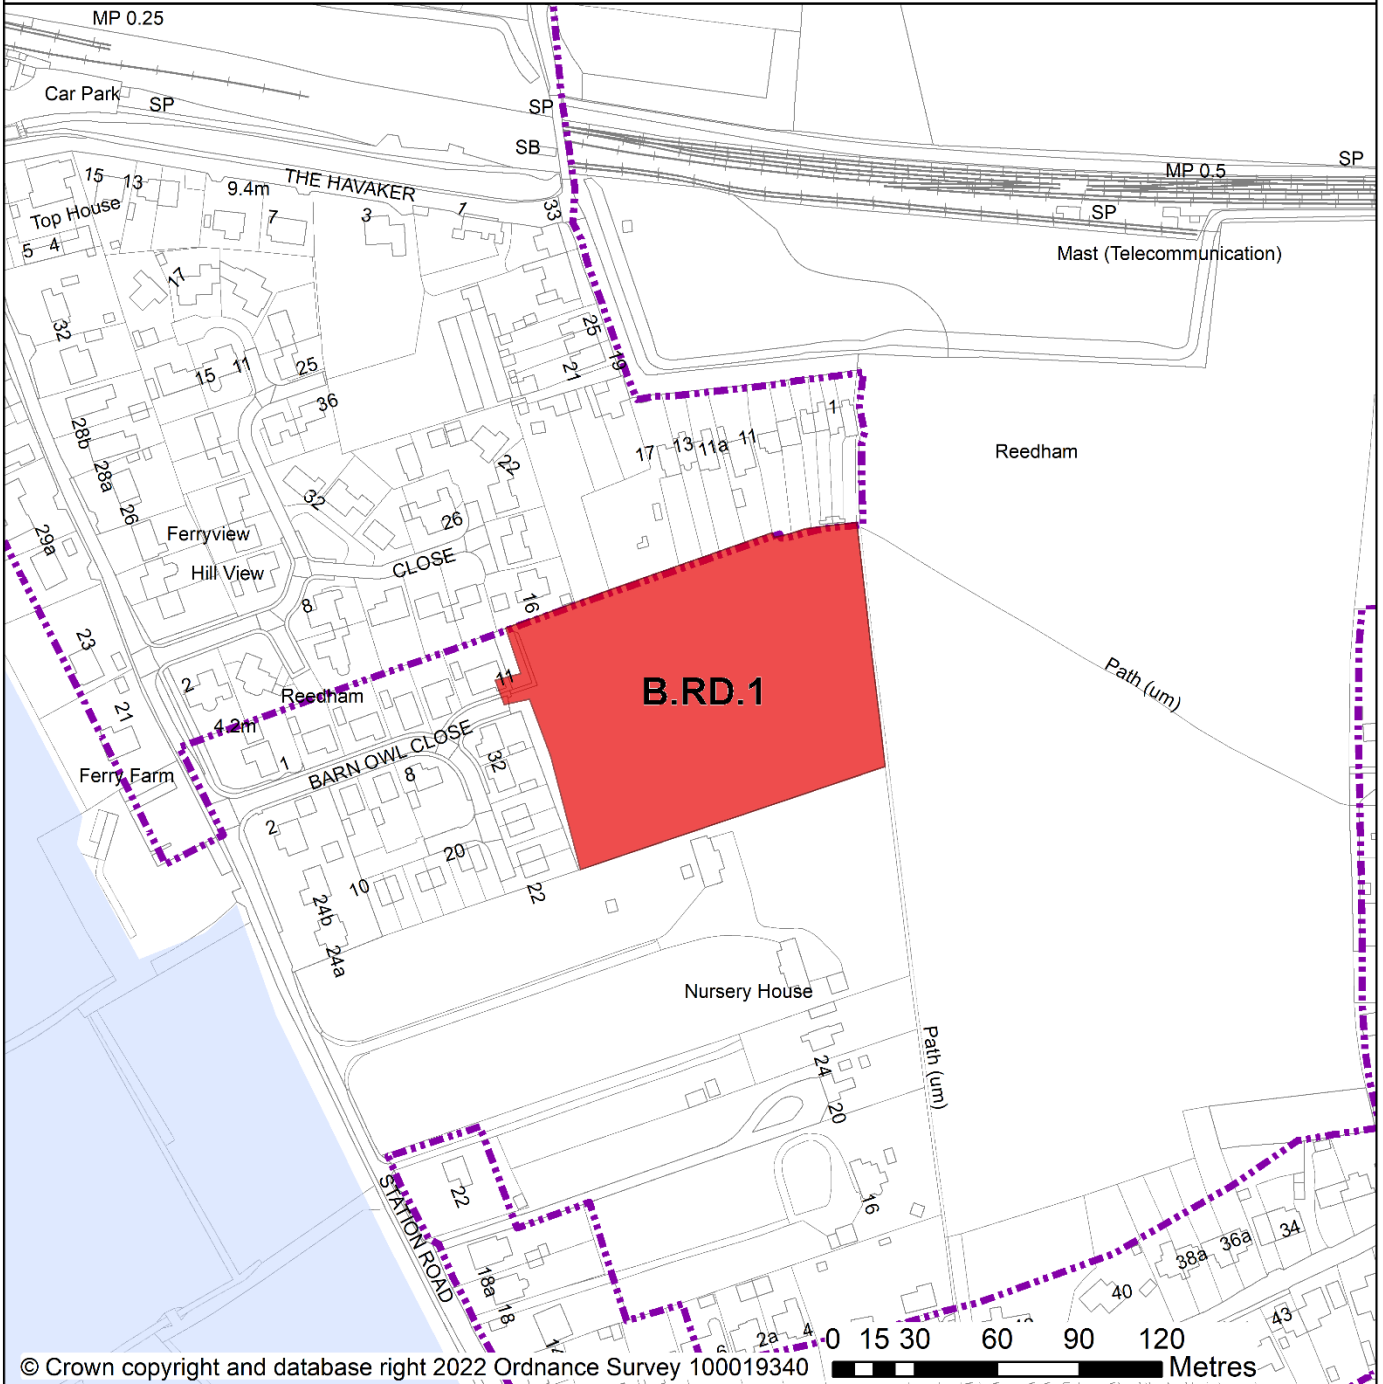 MP 0.25
Car Park
SP
SP
SB
SP
MP 0.5
SP
Mast (Telecommunication)
15
13
9.4m
THE HAVAKER
Top House
7
3
1
33
5
4
17
32
25
21
19
15
11
25
36
28b
28a
26
32
22
26
17
13
11a
11
1
Reedham
29a
Ferryview
Hill View
CLOSE
8
16
23
2
Reedham
11
B.RD.1
Path (um)
21
4.2m
1
BARN OWL CLOSE
8
32
Ferry Farm
2
20
10
22
24b
24a
Nursery House
24
20
Path (um)
22
STATION ROAD
16
18a
18
38a
36a
34
40
43
2a
4
0 15 30 60 90 120
Metres
© Crown copyright and database right 2022 Ordnance Survey 100019340